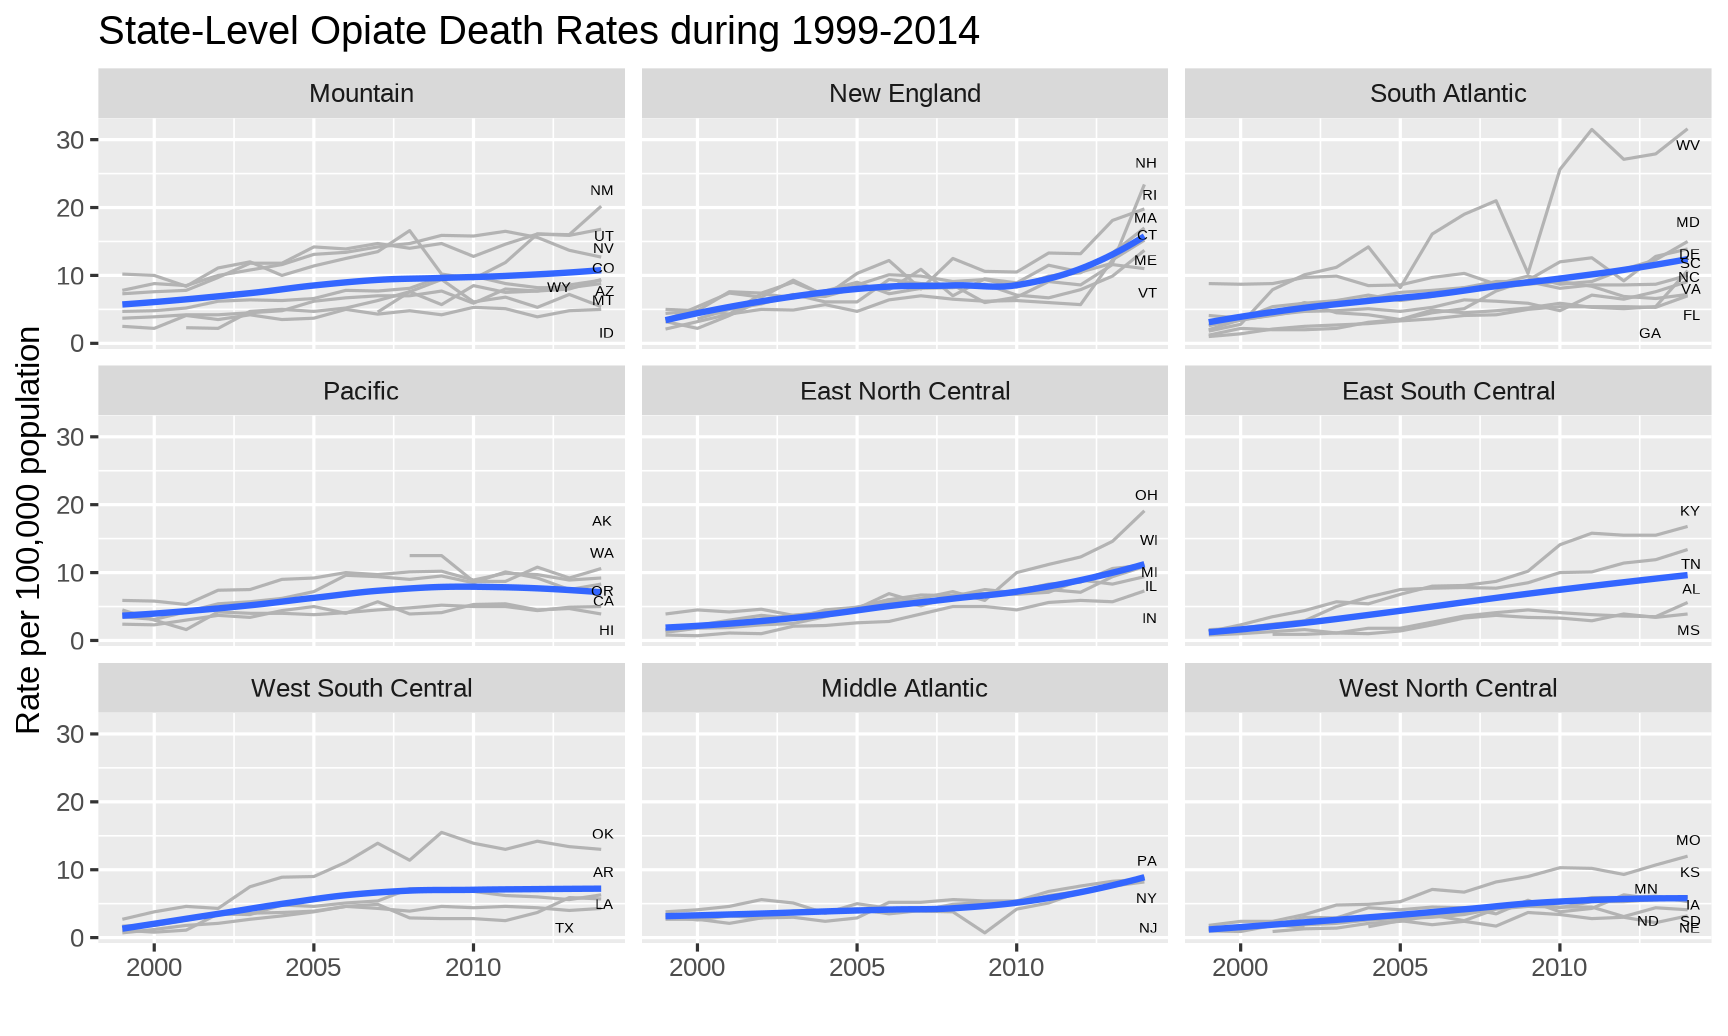 State-Level Opiate Death Rates during 1999-2014
Rate per 100,000 population
Mountain
New England
South Atlantic
30
20
10
0
NM
UT
NV
CO
WY
AZ
MT
ID
NH
RI
MA
CT
ME
VT
WV
MD
DE
SC
NC
VA
FL
GA
Pacific
East North Central
East South Central
30
20
10
0
AK
WA
OR
CA
HI
OH
WI
MI
IL
IN
KY
TN
AL
MS
West South Central
Middle Atlantic
West North Central
30
20
10
0
OK
AR
LA
TX
PA
NY
NJ
MO
KS
MN
IA
ND
SD
NE
2000
2005
2010
2000
2005
2010
2000
2005
2010